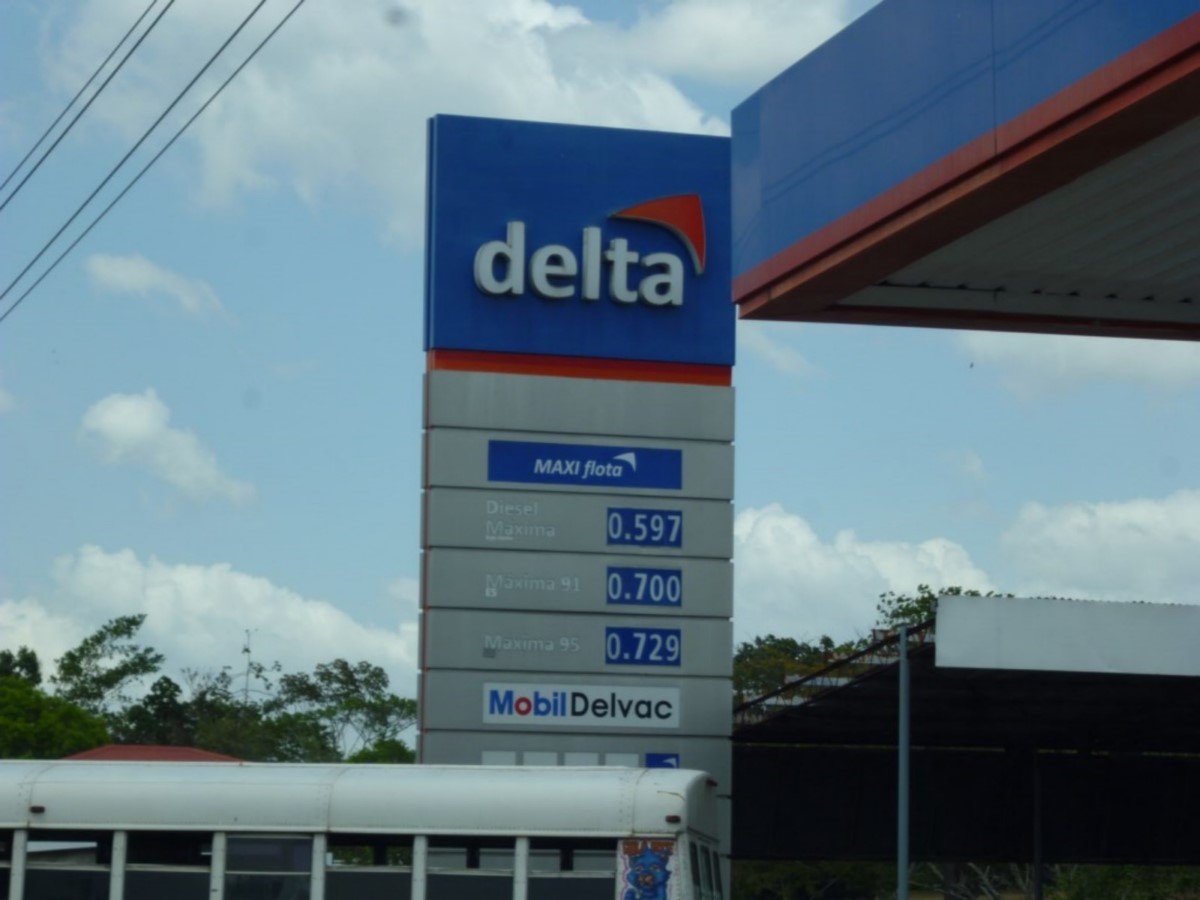 delta
MAXI flota
Diesel
Maxima
0.597
Maxima 91
0.700
Maxima 95
0.729
Mobil Delvac